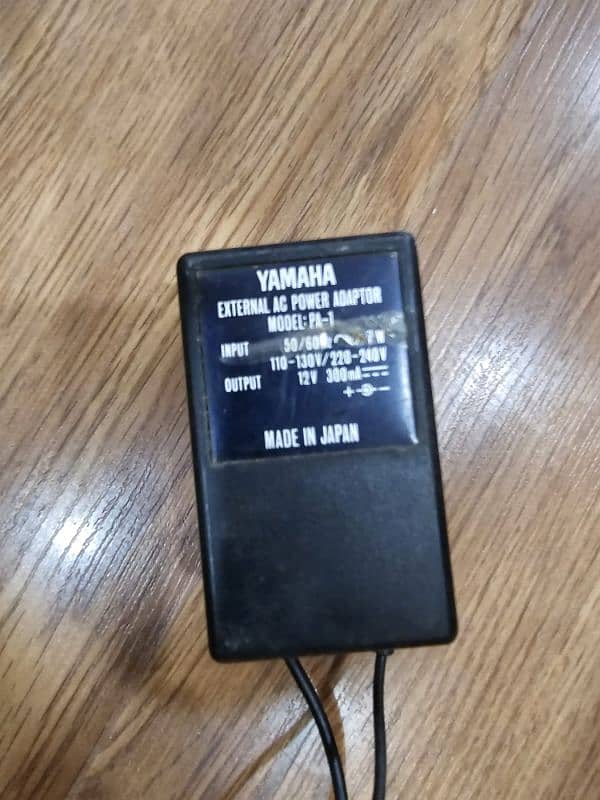 YAMAHA
EXTERNAL AC POWER ADAPTOR
MODEL: PA-1
INPUT 50/60Hz 7W
110-130V/220-240V
OUTPUT 12V 300mA
MADE IN JAPAN